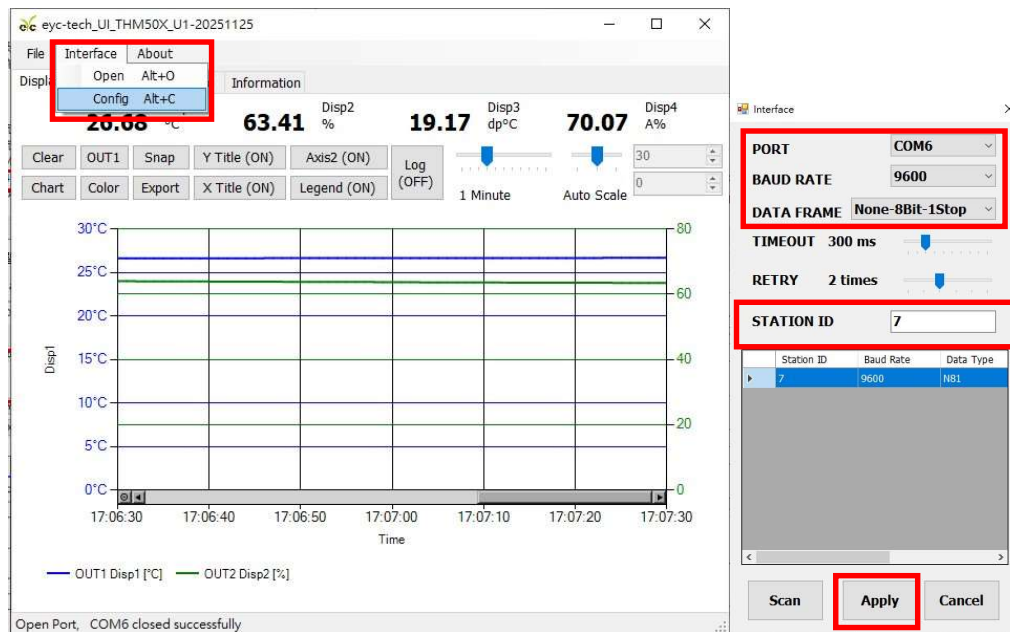 eyc eyc-tech_UI_THM50X_U1-20251125
File Interface About
Open Alt+O
Config Alt+C
Displa
Information
26.68 °C
63.41 Disp2 %
19.17 Disp3 dp°C
70.07 Disp4 A%
Clear OUT1 Snap Y Title (ON) Axis2 (ON) Log (OFF)
30
Chart Color Export X Title (ON) Legend (ON)
1 Minute Auto Scale
0
30°C
25°C
20°C
15°C
10°C
5°C
0°C
Disp1
80
60
40
20
0
17:06:30 17:06:40 17:06:50 17:07:00 17:07:10 17:07:20 17:07:30
Time
OUT1 Disp1 [°C] OUT2 Disp2 [%]
Open Port, COM6 closed successfully
Interface
PORT COM6
BAUD RATE 9600
DATA FRAME None-8Bit-1Stop
TIMEOUT 300 ms
RETRY 2 times
STATION ID 7
Station ID Baud Rate Data Type
7 9600 N81
Scan Apply Cancel